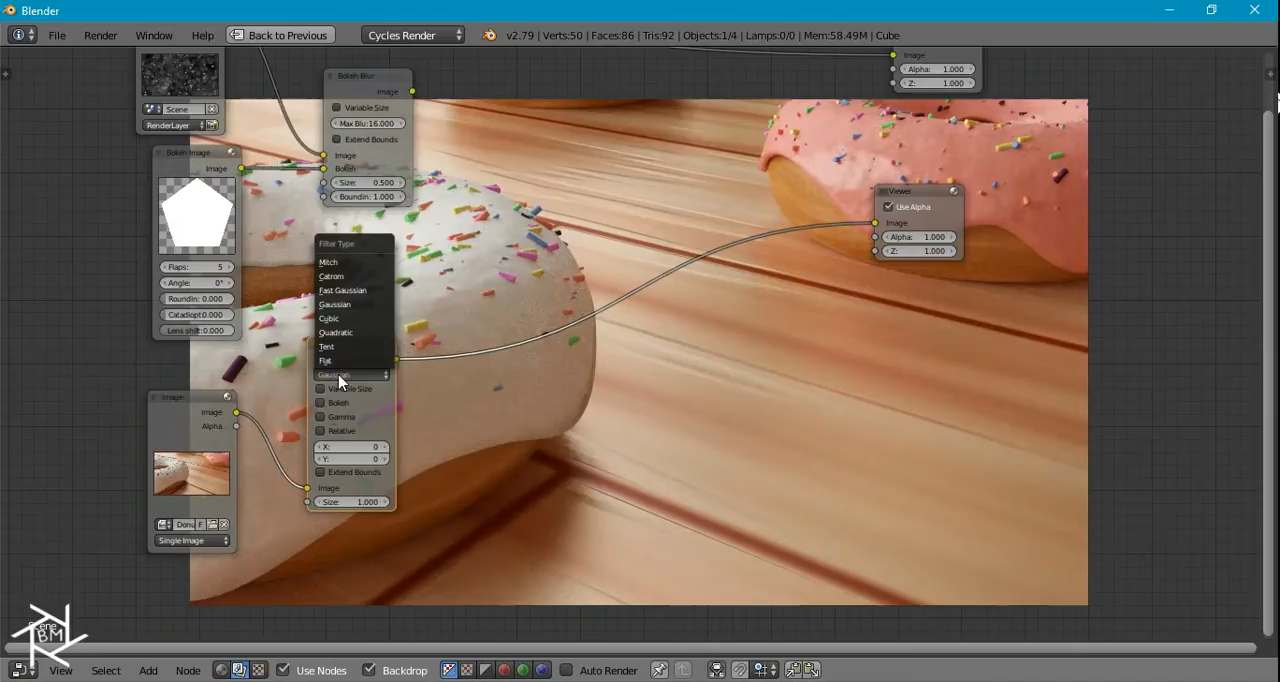 Blender
File Render Window Help Back to Previous Cycles Render v2.79 | Verts:50 | Faces:86 | Tris:92 | Objects:1/4 | Lamps:0/0 | Mem:58.49M | Cube
Scene
RenderLayer
Bokeh Blur
Image
Variable Size
Max Blu:16.000
Extend Bounds
Image
Bokeh
Size: 0.500
Boundin: 1.000
Image
Alpha: 1.000
Z: 1.000
Bokeh Image
Image
Flaps: 5
Angle: 0°
Roundin: 0.000
Catadiopt:0.000
Lens shift:0.000
Viewer
Use Alpha
Image
Alpha: 1.000
Z: 1.000
Filter Type
Mitch
Catrom
Fast Gaussian
Gaussian
Cubic
Quadratic
Tent
Flat
Gaussian
Variable Size
Bokeh
Gamma
Relative
X: 0
Y: 0
Extend Bounds
Image
Size: 1.000
Image
Image
Alpha
Donu F
Single Image
Scene
BM
View Select Add Node Use Nodes Backdrop Auto Render